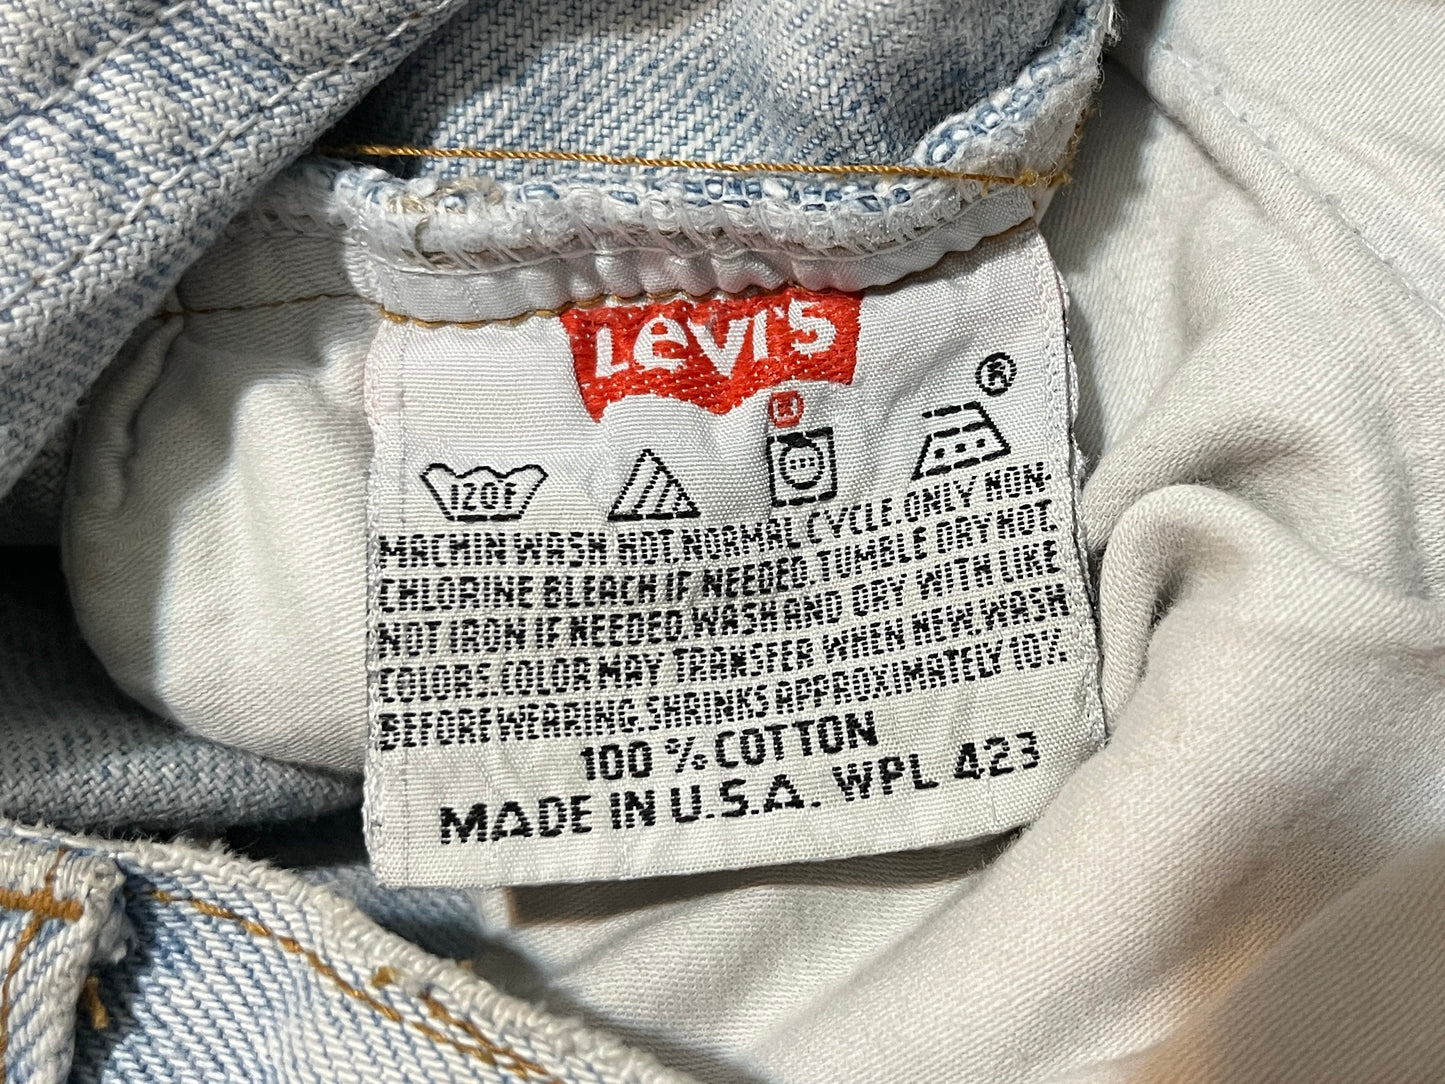 LEVI'S
®
®
120F
MACHIN WASH HOT. NORMAL CYCLE. ONLY NON-
CHLORINE BLEACH IF NEEDED. TUMBLE DRY HOT.
NOT IRON IF NEEDED. WASH AND DRY WITH LIKE
COLORS. COLOR MAY TRANSFER WHEN NEW. WASH
BEFORE WEARING. SHRINKS APPROXIMATELY 10%
100 % COTTON
MADE IN U.S.A. WPL 423